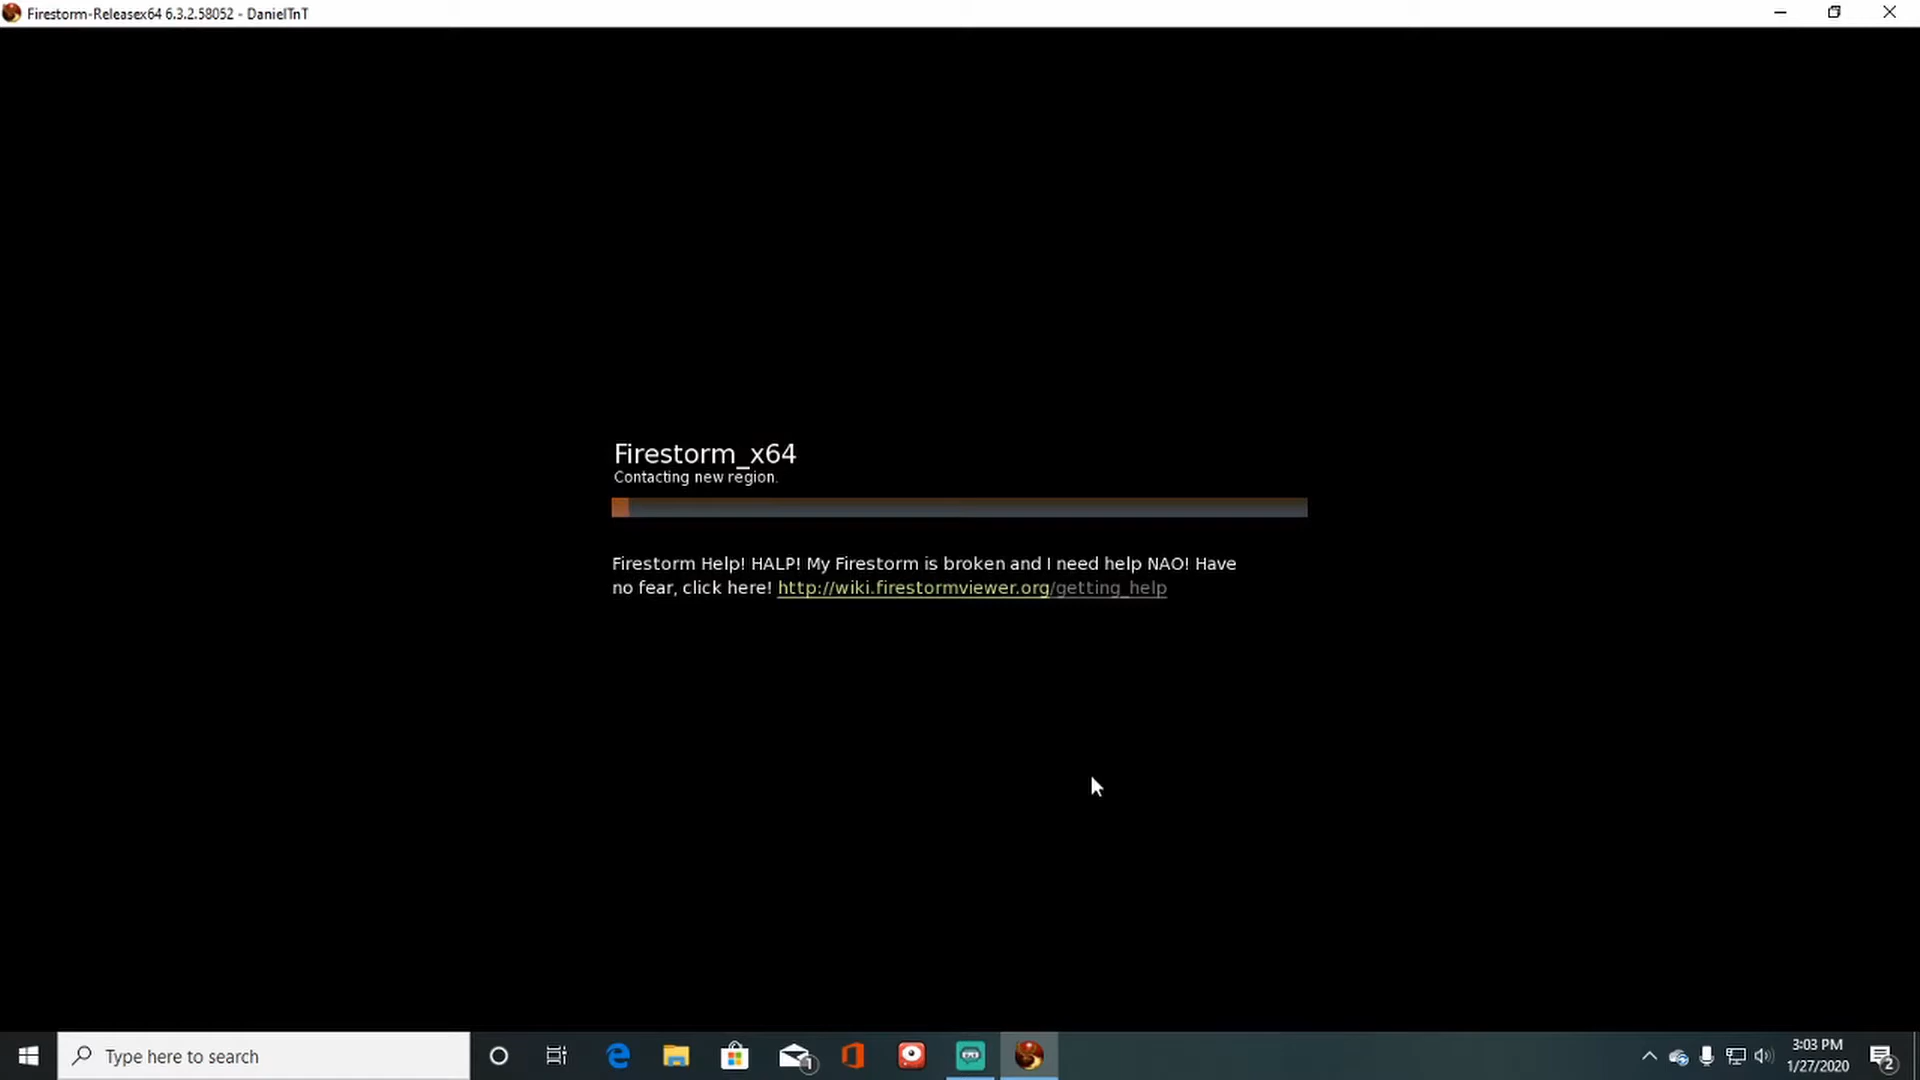 Firestorm-Releasex64 6.3.2.58052 - DanielTnT
Firestorm_x64
Contacting new region.
Firestorm Help! HALP! My Firestorm is broken and I need help NAO! Have
no fear, click here! http://wiki.firestormviewer.org/getting_help
Type here to search
1
3:03 PM
1/27/2020
2